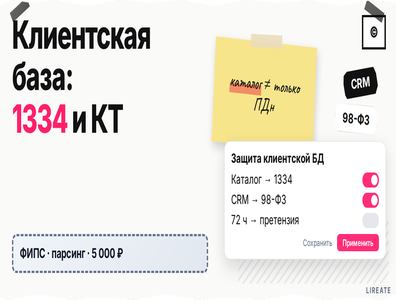 Клиентская
база:
1334 и КТ
©
каталог ≠ только
ПДн
CRM
98-ФЗ
Защита клиентской БД
Каталог → 1334
CRM → 98-ФЗ
72 ч → претензия
Сохранить Применить
ФИПС · парсинг · 5 000 ₽
LIREATE